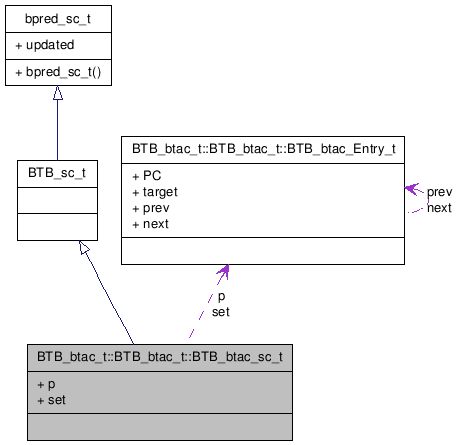 bpred_sc_t
+ updated
+ bpred_sc_t()
BTB_sc_t
BTB_btac_t::BTB_btac_t::BTB_btac_Entry_t
+ PC
+ target
+ prev
+ next
prev
next
p
set
BTB_btac_t::BTB_btac_t::BTB_btac_sc_t
+ p
+ set